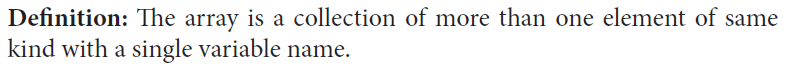 Definition: The array is a collection of more than one element of same
kind with a single variable name.